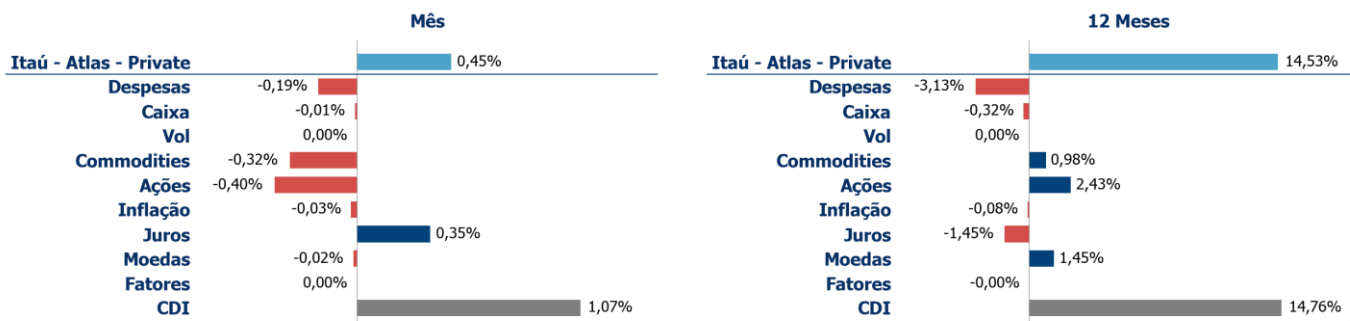 Mês
Itaú - Atlas - Private 0,45%
Despesas -0,19%
Caixa -0,01%
Vol 0,00%
Commodities -0,32%
Ações -0,40%
Inflação -0,03%
Juros 0,35%
Moedas -0,02%
Fatores 0,00%
CDI 1,07%
12 Meses
Itaú - Atlas - Private 14,53%
Despesas -3,13%
Caixa -0,32%
Vol 0,00%
Commodities 0,98%
Ações 2,43%
Inflação -0,08%
Juros -1,45%
Moedas 1,45%
Fatores -0,00%
CDI 14,76%